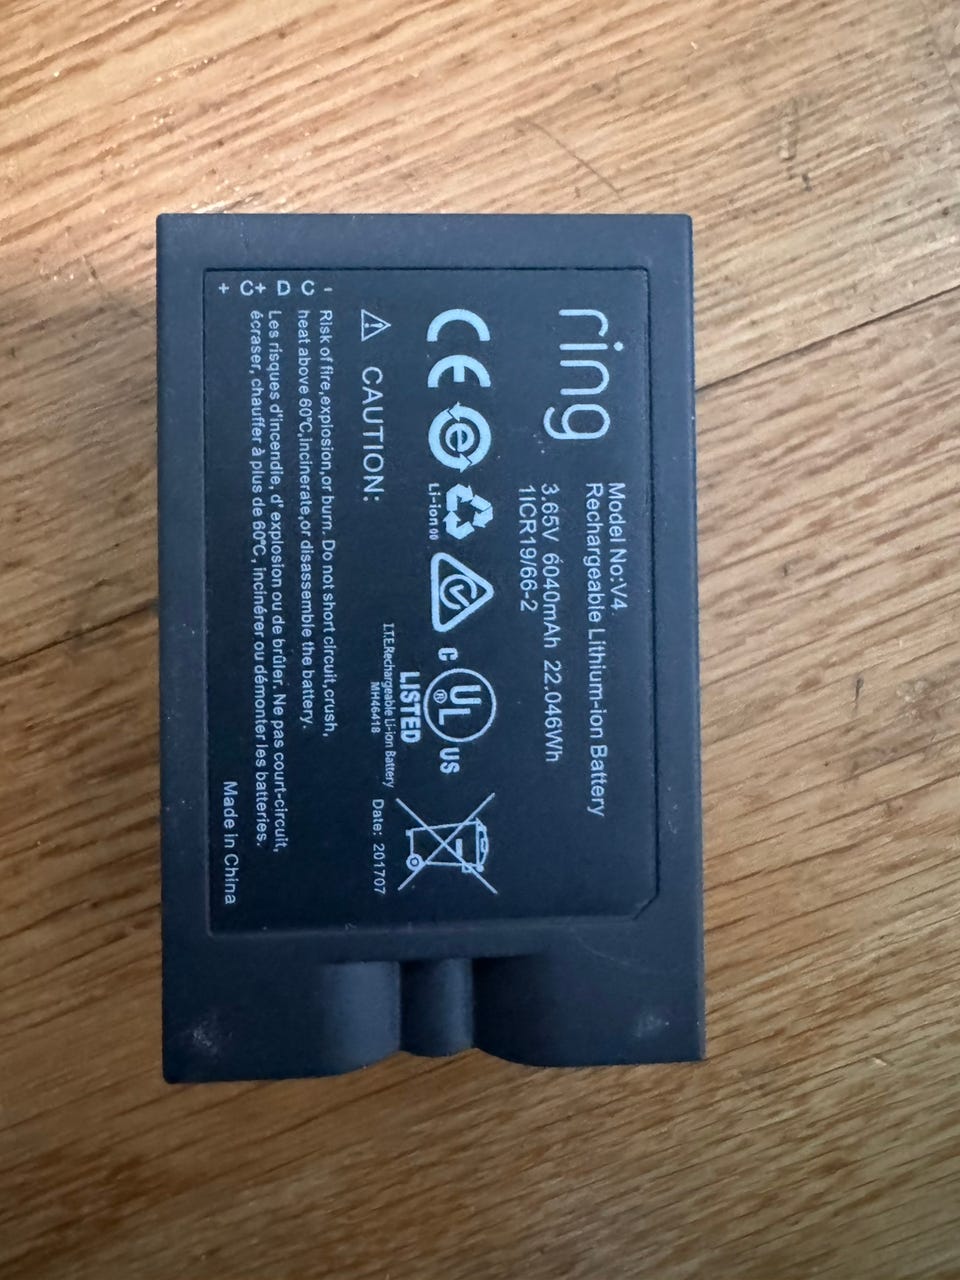 ring
Model No:V4
Rechargeable Lithium-ion Battery
3.65V 6040mAh 22.046Wh
1ICR19/66-2
CE
e
Li-ion 00
C UL ® US
LISTED
I.T.E.Rechargeable Li-ion Battery
MH46418
Date: 201707
CAUTION:
Risk of fire,explosion,or burn. Do not short circuit,crush,
heat above 60℃,incinerate,or disassemble the battery.
Les risques d'incendie, d' explosion ou de brûler. Ne pas court-circuit,
écraser, chauffer à plus de 60℃, incinérer ou démonter les batteries.
+ C+ D C -
Made in China